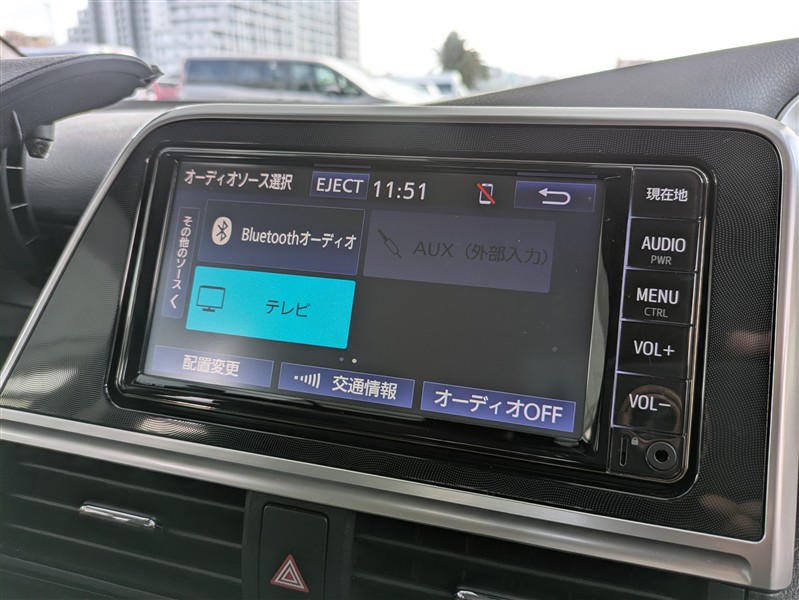 オーディオソース選択
EJECT
11:51
その他のソース
Bluetoothオーディオ
AUX（外部入力）
テレビ
配置変更
交通情報
オーディオOFF
現在地
AUDIO
PWR
MENU
CTRL
VOL+
VOL−